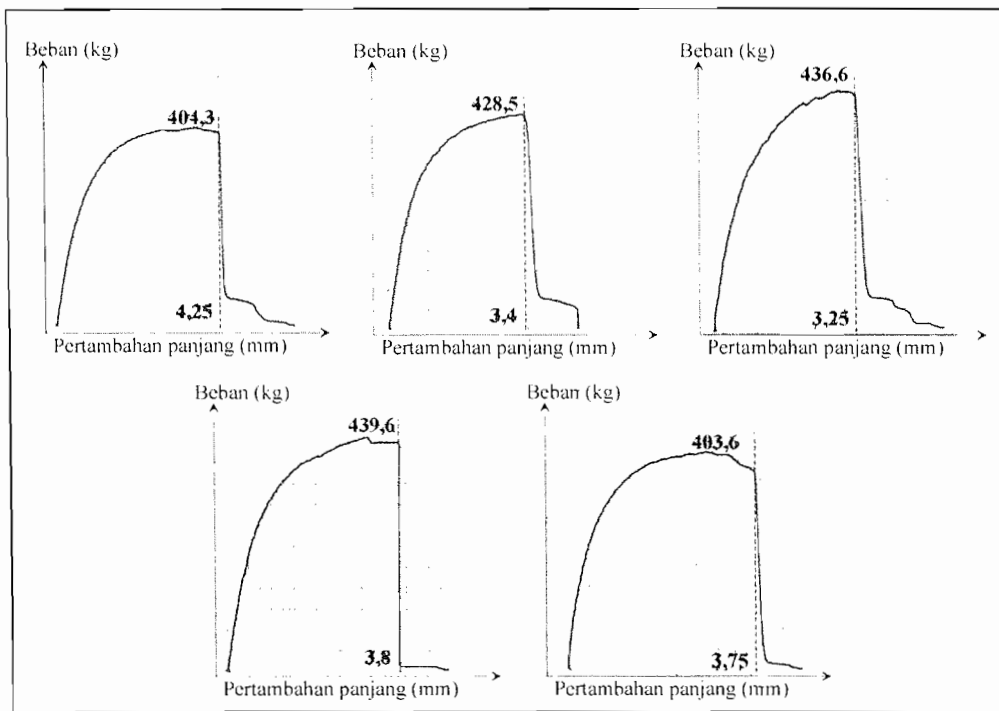 Beban (kg)
404,3
4,25
Pertambahan panjang (mm)
Beban (kg)
428,5
3,4
Pertambahan panjang (mm)
Beban (kg)
436,6
3,25
Pertambahan panjang (mm)
Beban (kg)
439,6
3,8
Pertambahan panjang (mm)
Beban (kg)
403,6
3,75
Pertambahan panjang (mm)